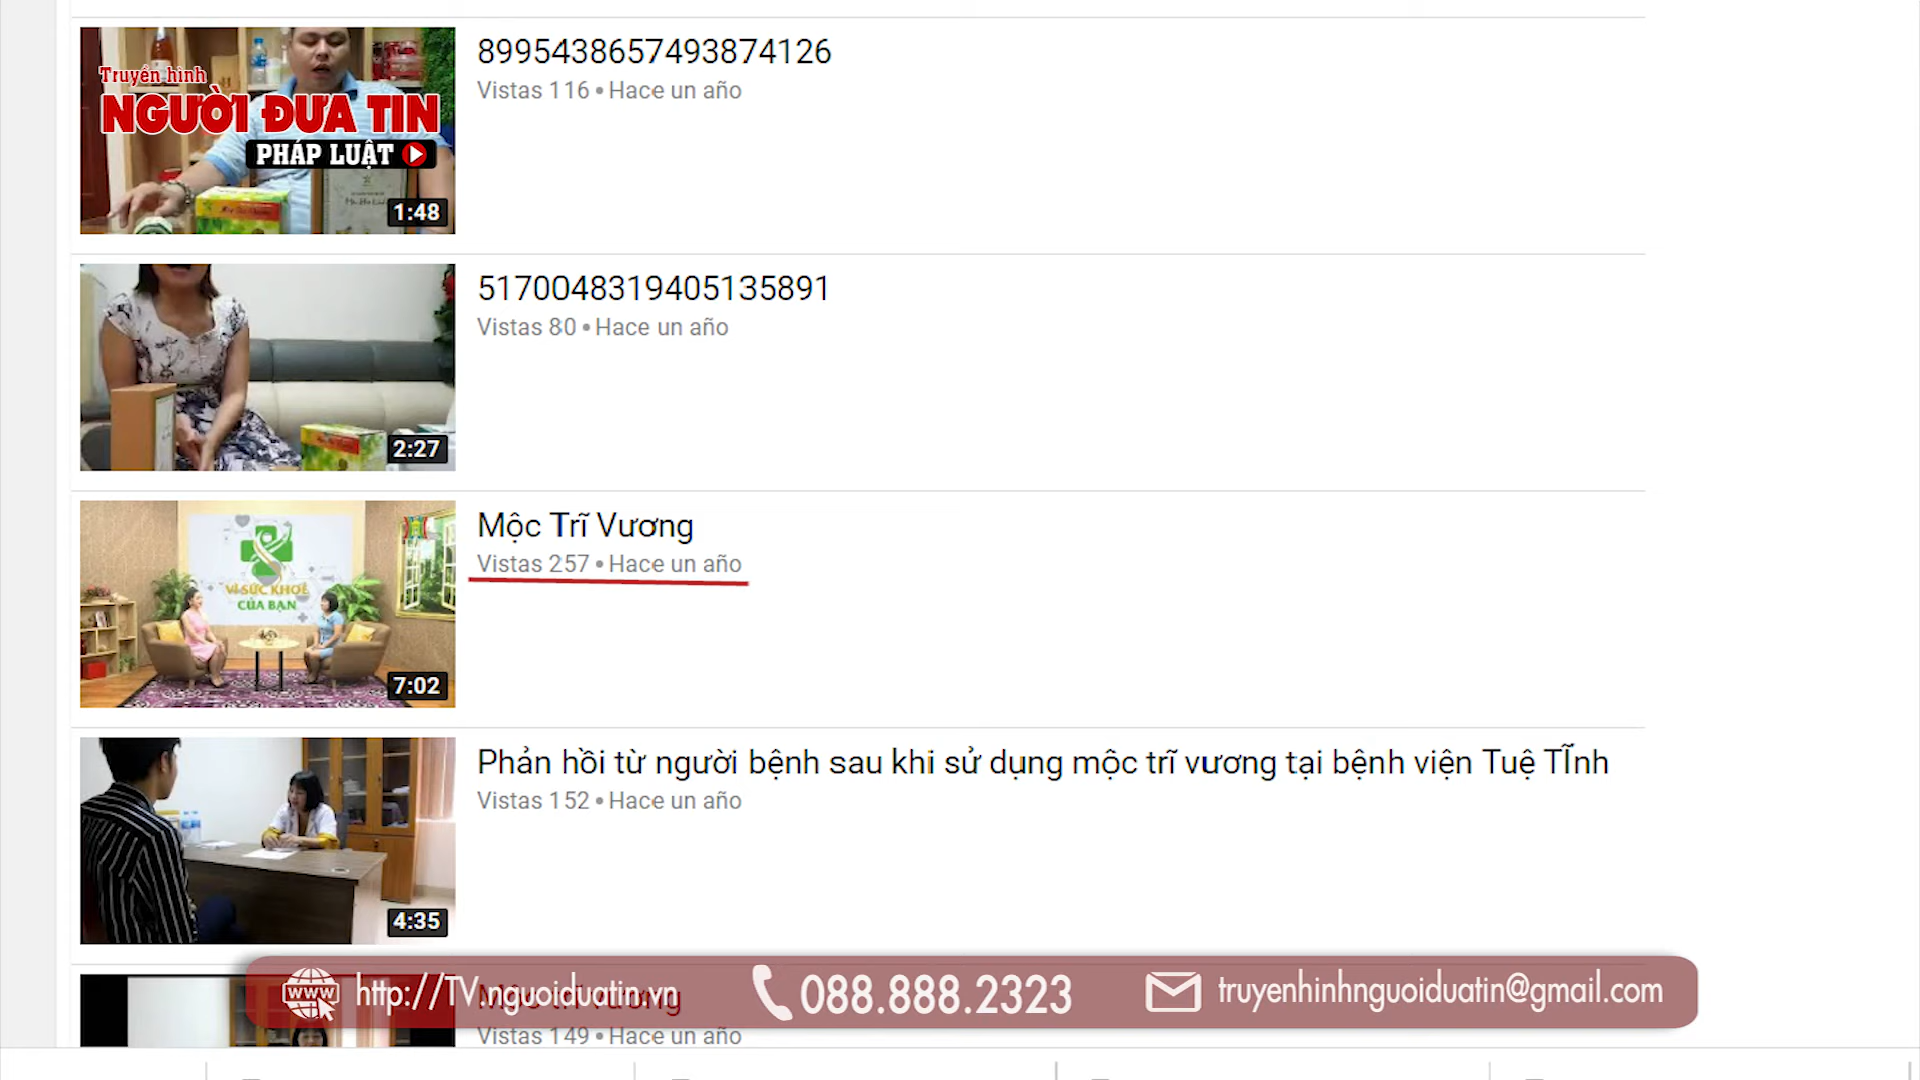 Truyền hình
NGƯỜI ĐƯA TIN
PHÁP LUẬT
1:48
8995438657493874126
Vistas 116 • Hace un año
2:27
5170048319405135891
Vistas 80 • Hace un año
VÌ SỨC KHOẺ
CỦA BẠN
7:02
Mộc Trĩ Vương
Vistas 257 • Hace un año
4:35
Phản hồi từ người bệnh sau khi sử dụng mộc trĩ vương tại bệnh viện Tuệ TĨnh
Vistas 152 • Hace un año
Mộc trĩ vương
Vistas 149 • Hace un año
WWW http://TV.nguoiduatin.vn 088.888.2323 truyenhinhnguoiduatin@gmail.com